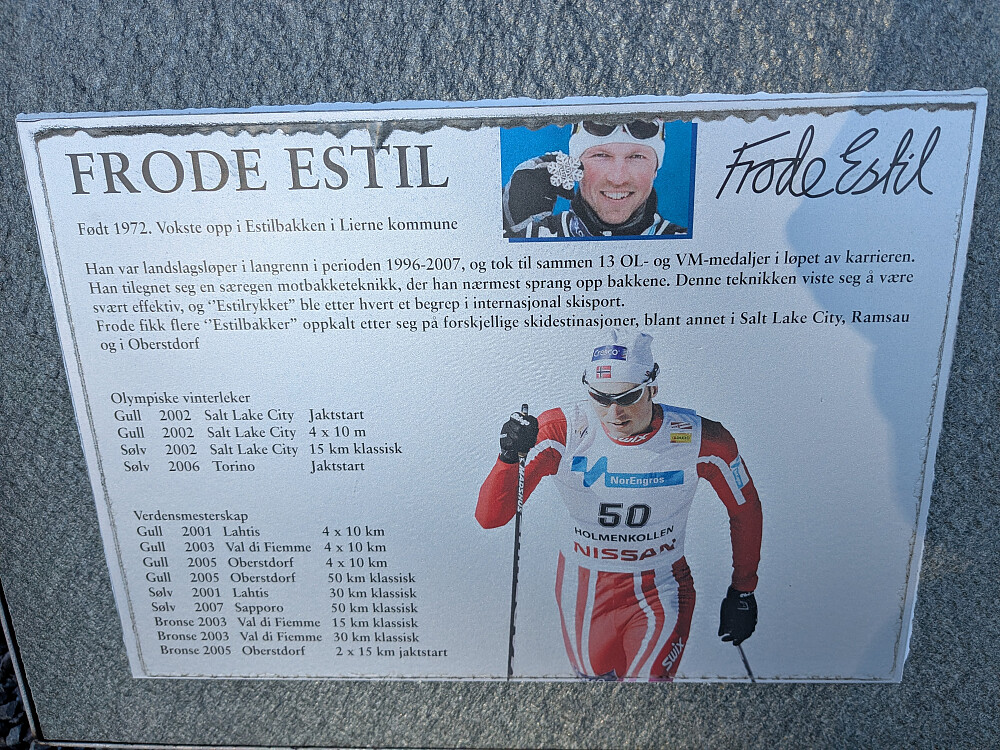 FRODE ESTIL
Frode Estil
Født 1972. Vokste opp i Estilbakken i Lierne kommune
Han var landslagsløper i langrenn i perioden 1996-2007, og tok til sammen 13 OL- og VM-medaljer i løpet av karrieren.
Han tilegnet seg en særegen motbakketeknikk, der han nærmest sprang opp bakkene. Denne teknikken viste seg å være
svært effektiv, og ‘’Estilrykket” ble etter hvert et begrep i internasjonal skisport.
Frode fikk flere ‘’Estilbakker” oppkalt etter seg på forskjellige skidestinasjoner, blant annet i Salt Lake City, Ramsau
og i Oberstdorf
Olympiske vinterleker
Gull 2002 Salt Lake City Jaktstart
Gull 2002 Salt Lake City 4 x 10 m
Sølv 2002 Salt Lake City 15 km klassisk
Sølv 2006 Torino Jaktstart
Verdensmesterskap
Gull 2001 Lahtis 4 x 10 km
Gull 2003 Val di Fiemme 4 x 10 km
Gull 2005 Oberstdorf 4 x 10 km
Gull 2005 Oberstdorf 50 km klassisk
Sølv 2001 Lahtis 30 km klassisk
Sølv 2007 Sapporo 50 km klassisk
Bronse 2003 Val di Fiemme 15 km klassisk
Bronse 2003 Val di Fiemme 30 km klassisk
Bronse 2005 Oberstdorf 2 x 15 km jaktstart
swix
NorEngros
50
HOLMENKOLLEN
NISSAN
swix